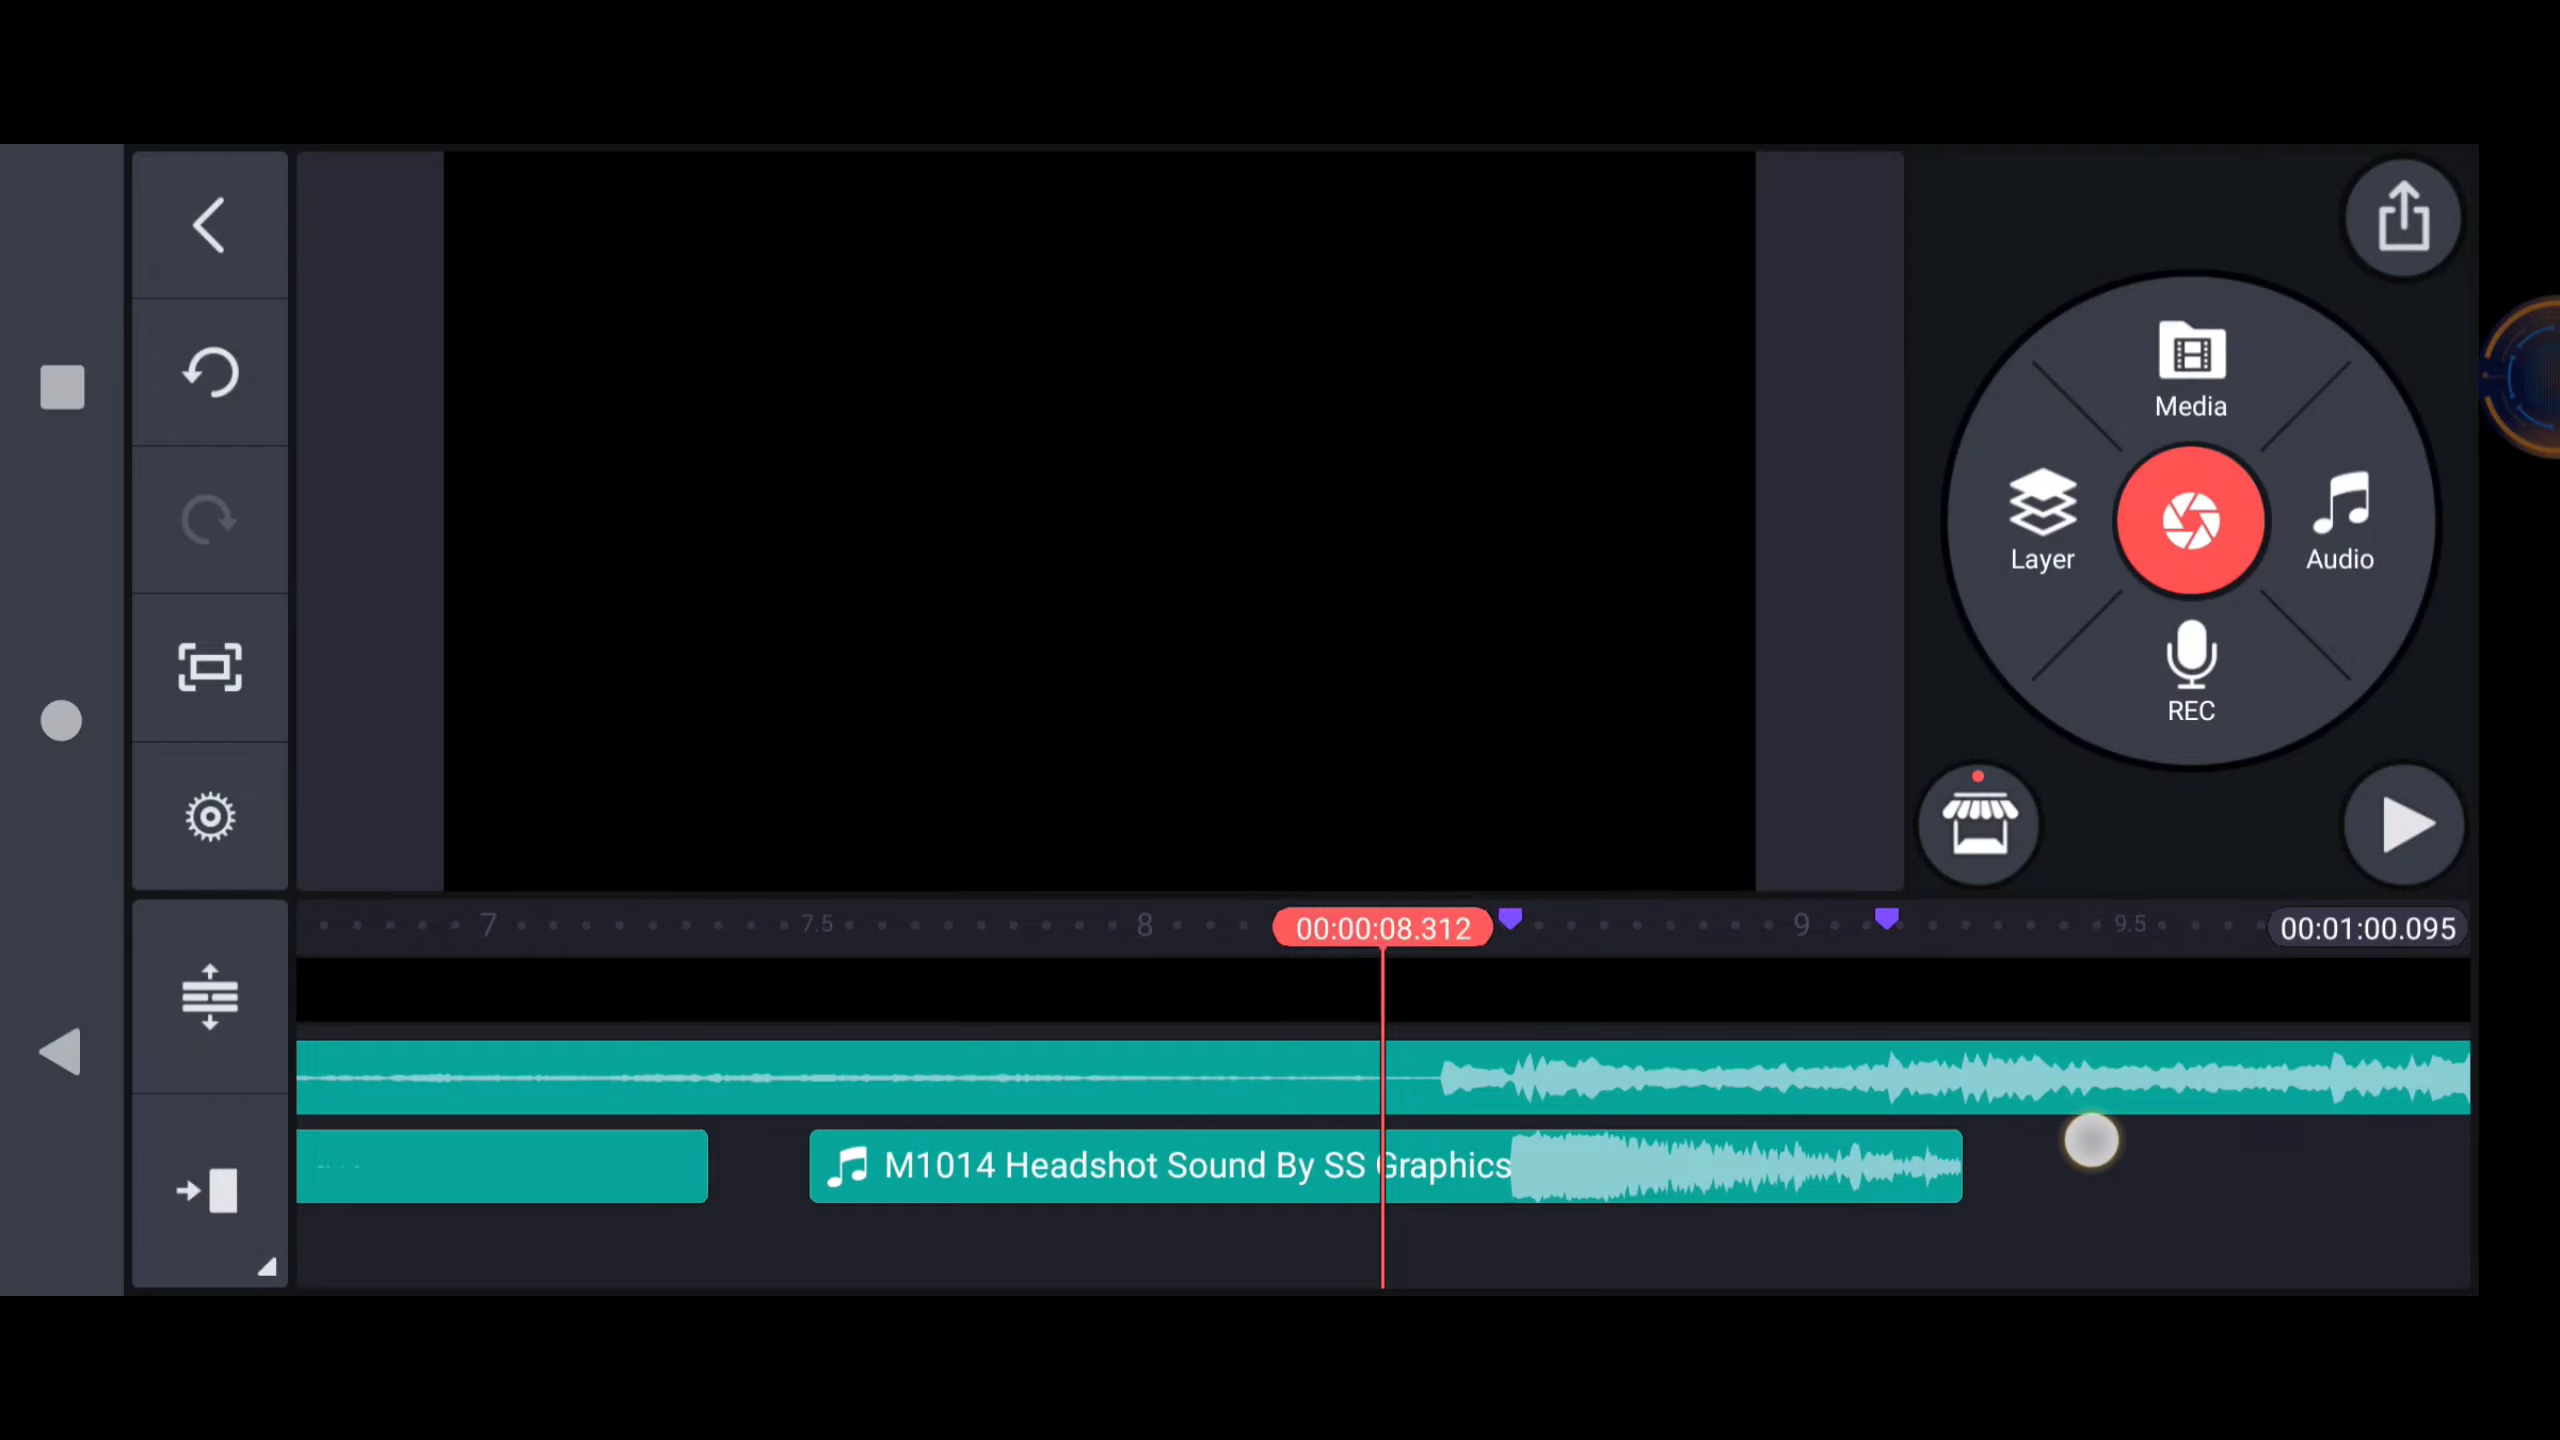 Media
Layer
Audio
REC
7
7.5
8
00:00:08.312
9
9.5
00:01:00.095
M1014 Headshot Sound By SS Graphics